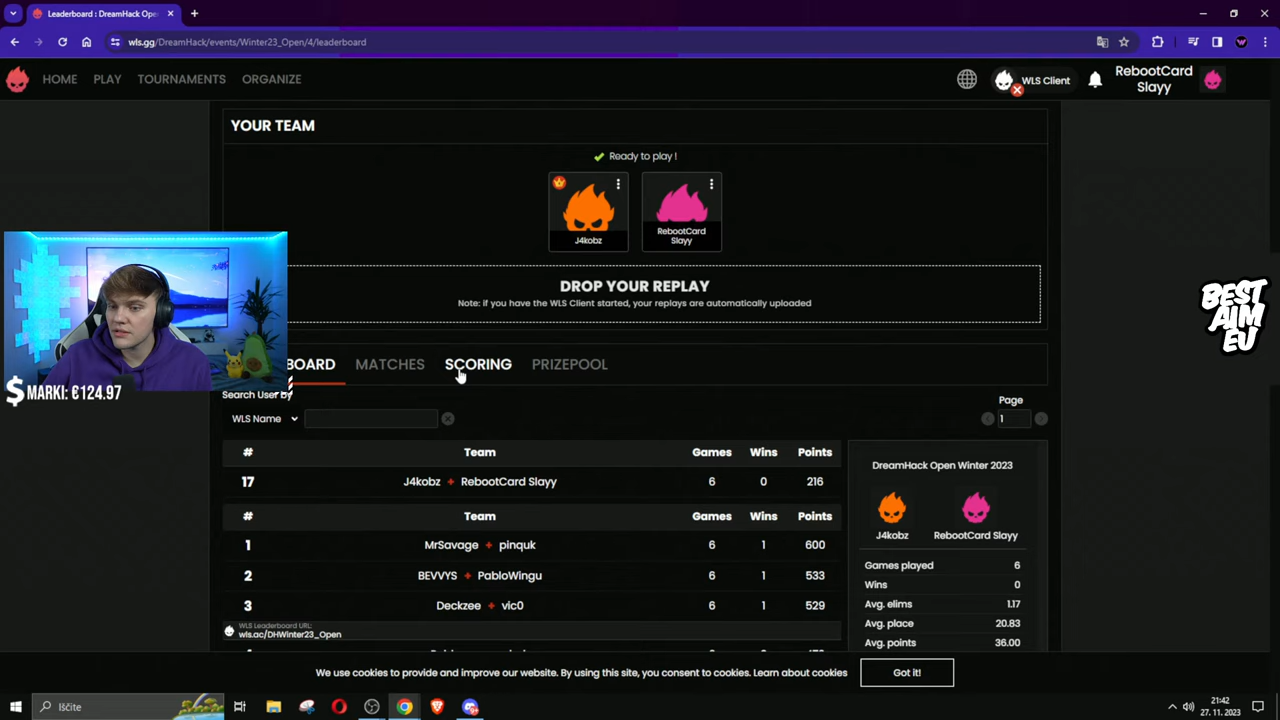 Leaderboard : DreamHack Ope
wls.gg/DreamHack/events/Winter23_Open/4/leaderboard
HOME PLAY TOURNAMENTS ORGANIZE
WLS Client
RebootCard
Slayy
YOUR TEAM
Ready to play !
J4kobz
RebootCard
Slayy
DROP YOUR REPLAY
Note: if you have the WLS Client started, your replays are automatically uploaded
BOARD MATCHES SCORING PRIZEPOOL
Search User by
WLS Name
Page
1
# Team Games Wins Points
17 J4kobz + RebootCard Slayy 6 0 216
# Team Games Wins Points
1 MrSavage + pinquk 6 1 600
2 BEVVYS + PabloWingu 6 1 533
3 Deckzee + vic0 6 1 529
WLS Leaderboard URL:
wls.ac/DHWinter23_Open
DreamHack Open Winter 2023
J4kobz RebootCard Slayy
Games played 6
Wins 0
Avg. elims 1.17
Avg. place 20.83
Avg. points 36.00
$ MARKI: €124.97
BEST
AIM
EU
We use cookies to provide and improve our website. By using this site, you consent to cookies. Learn about cookies
Got it!
Iščite
21:42
27. 11. 2023